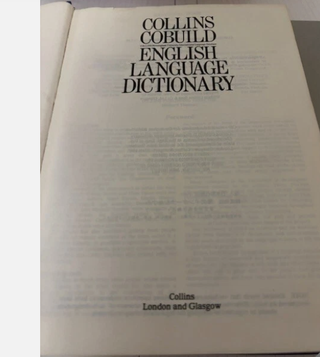 COLLINS
COBUILD
ENGLISH
LANGUAGE
DICTIONARY
Collins
London and Glasgow